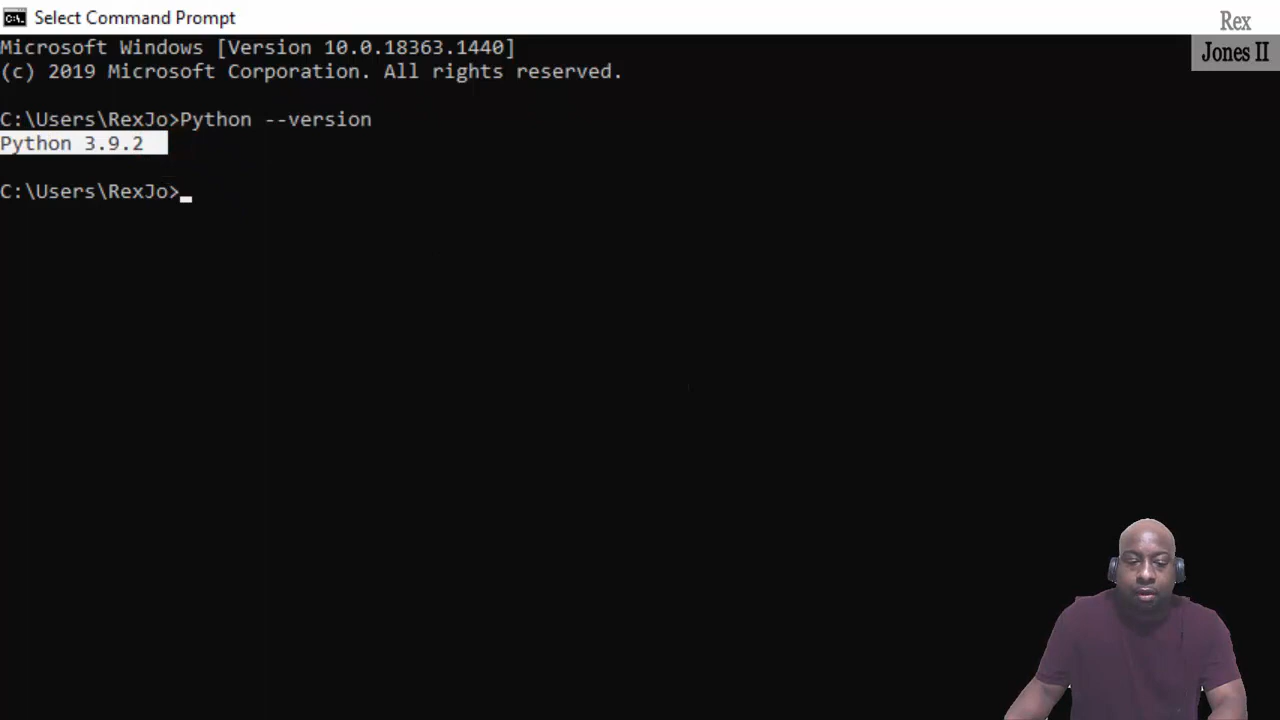 Select Command Prompt
Rex
Jones II
Microsoft Windows [Version 10.0.18363.1440]
(c) 2019 Microsoft Corporation. All rights reserved.
C:\Users\RexJo>Python --version
Python 3.9.2
C:\Users\RexJo>